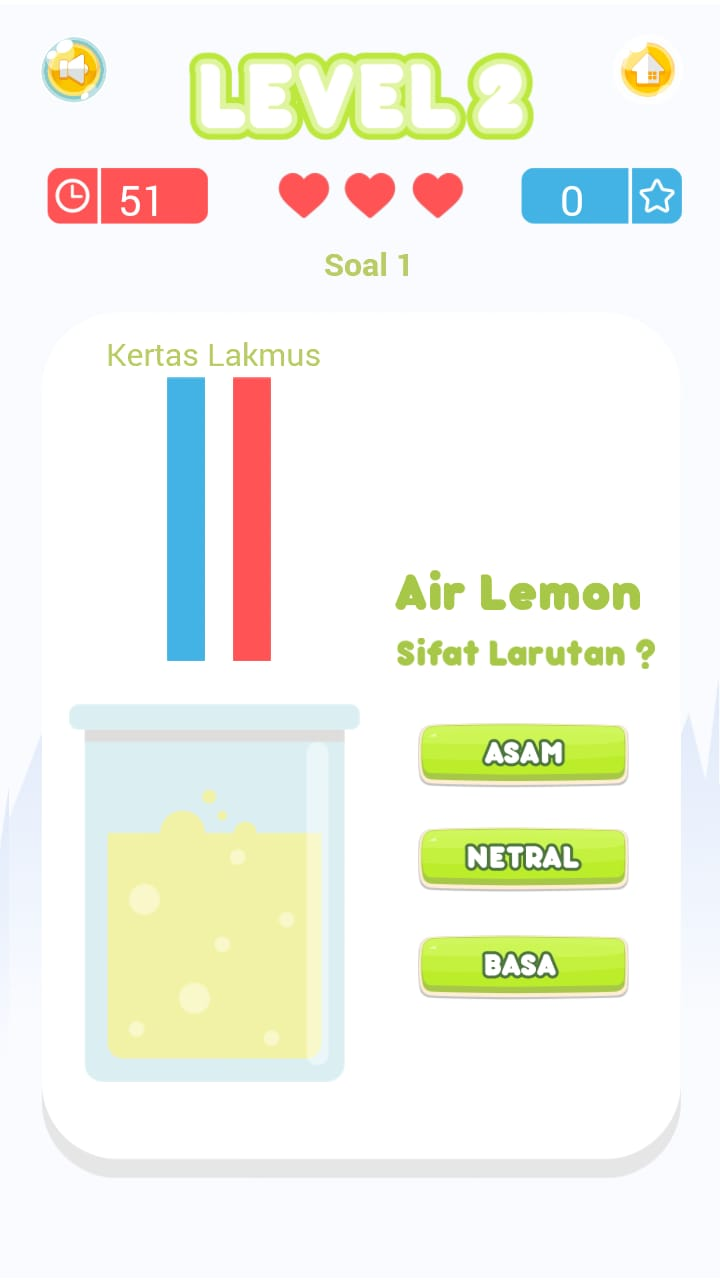 LEVEL 2
51
0
Soal 1
Kertas Lakmus
Air Lemon
Sifat Larutan ?
ASAM
NETRAL
BASA